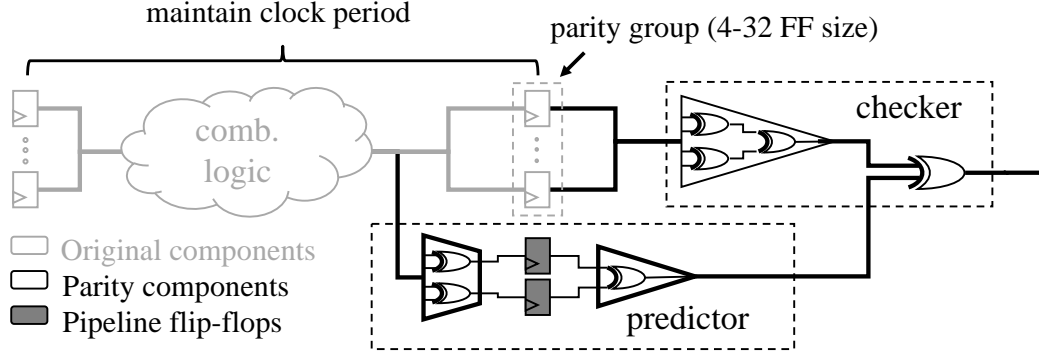 maintain clock period
parity group (4-32 FF size)
checker
comb.
logic
Original components
Parity components
Pipeline flip-flops
predictor